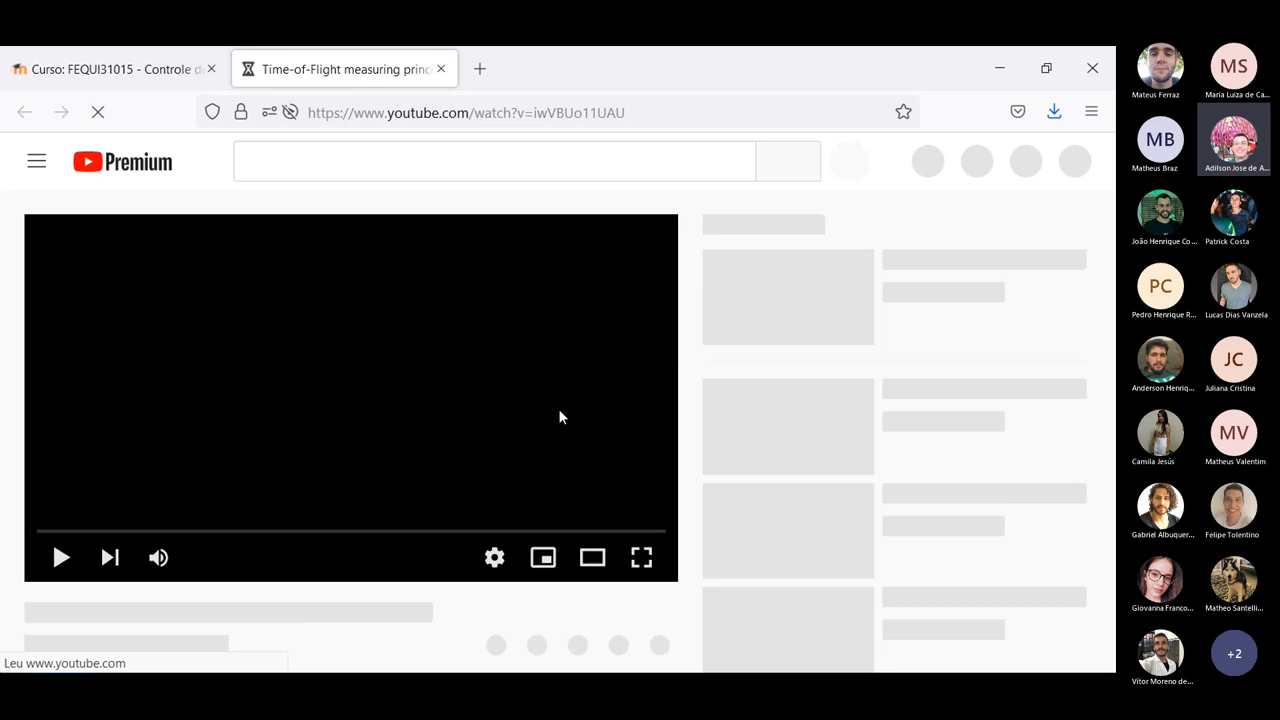 Curso: FEQUI31015 - Controle d
Time-of-Flight measuring princ
https://www.youtube.com/watch?v=iwVBUo11UAU
Premium
Leu www.youtube.com
Mateus Ferraz
MS
Maria Luiza de Ca...
MB
Matheus Braz
Adilson Jose de A...
João Henrique Co...
Patrick Costa
PC
Pedro Henrique R...
Lucas Dias Vanzela
Anderson Henriq...
JC
Juliana Cristina
Camila Jesús
MV
Matheus Valentim
Gabriel Albuquer...
Felipe Tolentino
Giovanna Franco...
Matheo Santelli...
Vítor Moreno de...
+2